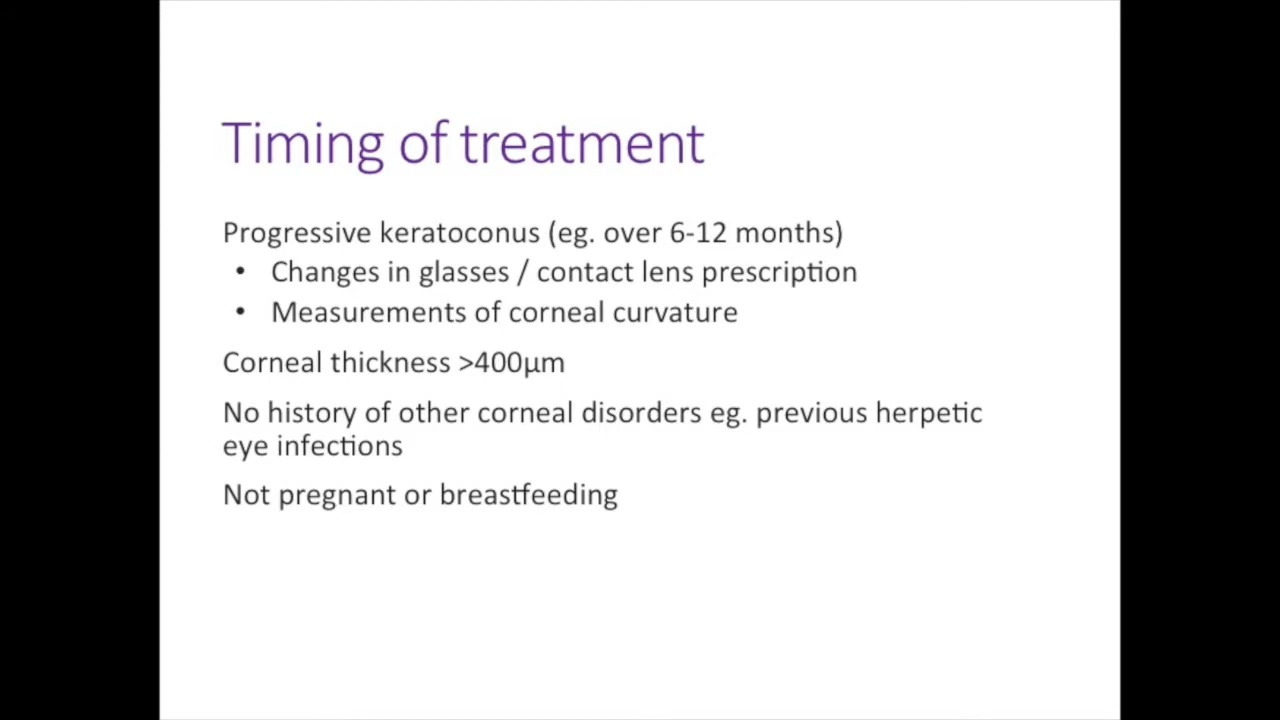 Timing of treatment
Progressive keratoconus (eg. over 6-12 months)
• Changes in glasses / contact lens prescription
• Measurements of corneal curvature
Corneal thickness >400µm
No history of other corneal disorders eg. previous herpetic
eye infections
Not pregnant or breastfeeding